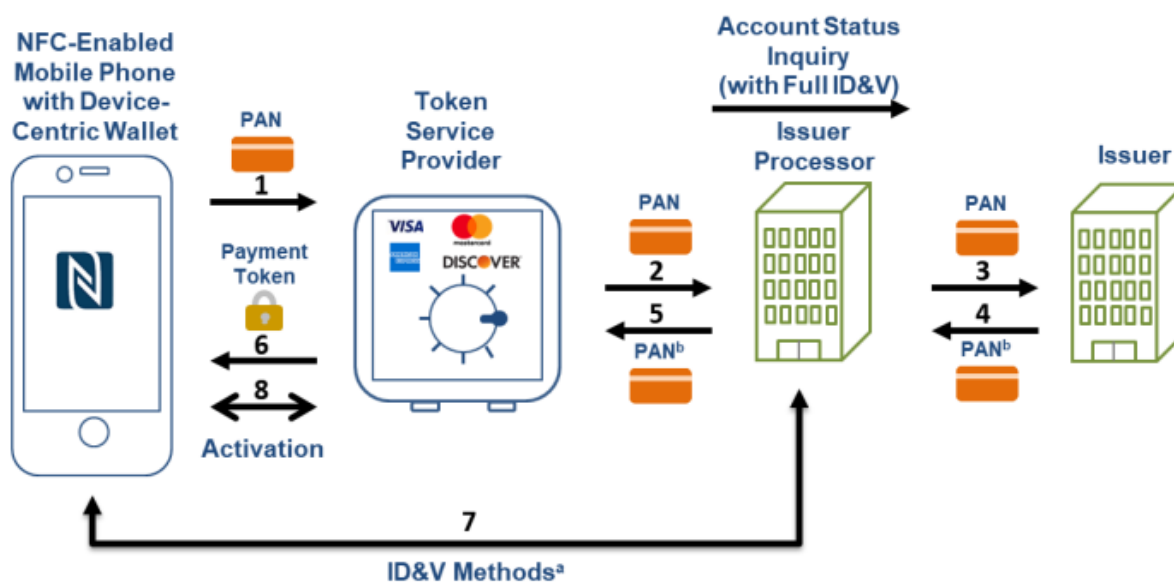 NFC-Enabled
Mobile Phone
with Device-
Centric Wallet
PAN
1
Payment
Token
6
8
Activation
Token
Service
Provider
VISA
mastercard
AMERICAN
EXPRESS
DISCOVER
Account Status
Inquiry
(with Full ID&V)
Issuer
Processor
PAN
2
5
PANᵇ
Issuer
PAN
3
4
PANᵇ
7
ID&V Methodsᵃ